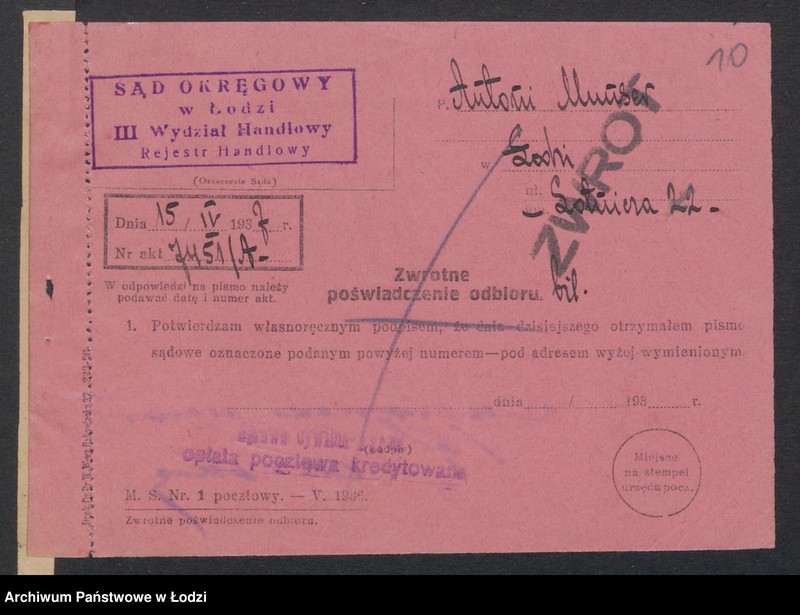 10
SĄD OKRĘGOWY
w Łodzi
III Wydział Handlowy
Rejestr Handlowy
(Oznaczenie Sądu)
P. Antoni
w Łodzi
ul.
22-
ZWROT
Dnia 15 / IV 1937 r.
Nr akt 7451/A-
W odpowiedzi na pismo należy
podawać datę i numer akt.
Zwrotne
poświadczenie odbioru. bil.
1. Potwierdzam własnoręcznym podpisem, że dnia dzisiejszego otrzymałem pismo
sądowe oznaczone podanym powyżej numerem—pod adresem wyżej wymienionym
dnia / 193 r.
(podpis)
opłata pocztowa kredytowana
Miejsce
na stempel
urzędu pocz.
M. S. Nr. 1 pocztowy. — V. 1936.
Zwrotne poświadczenie odbioru.
Archiwum Państwowe w Łodzi